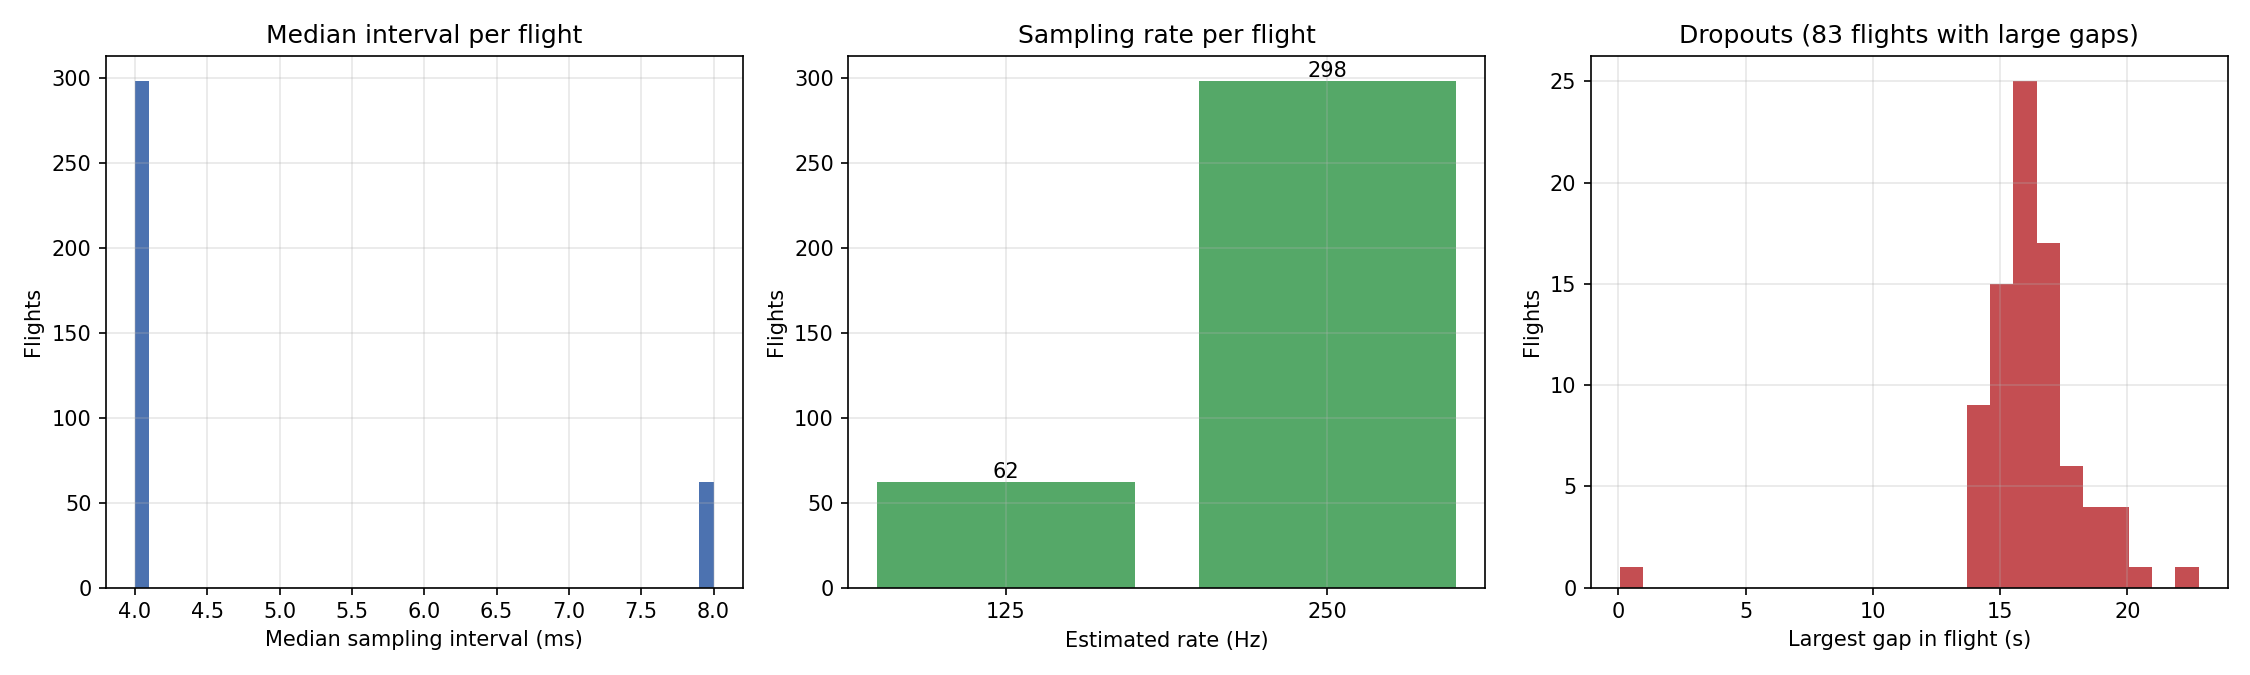 Median interval per flight
300
250
200
150
100
50
0
Flights
4.0 4.5 5.0 5.5 6.0 6.5 7.0 7.5 8.0
Median sampling interval (ms)
Sampling rate per flight
300
250
200
150
100
50
0
Flights
298
62
125 250
Estimated rate (Hz)
Dropouts (83 flights with large gaps)
25
20
15
10
5
0
Flights
0 5 10 15 20
Largest gap in flight (s)